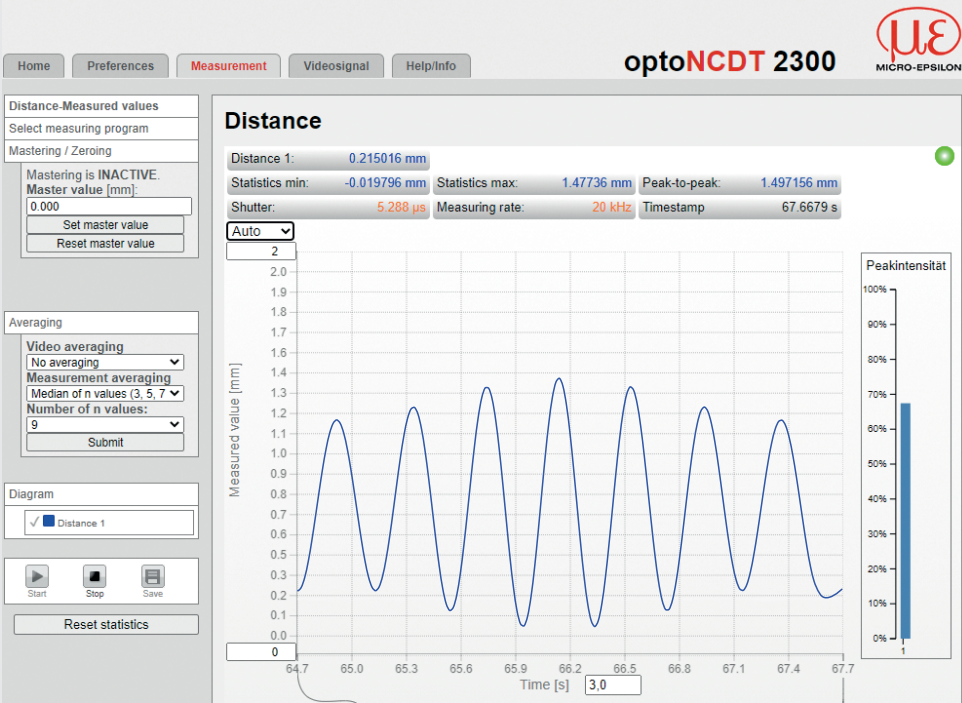 Home Preferences Measurement Videosignal Help/Info
optoNCDT 2300
με
MICRO-EPSILON
Distance-Measured values
Select measuring program
Mastering / Zeroing
Mastering is INACTIVE.
Master value [mm]:
0.000
Set master value
Reset master value
Averaging
Video averaging
No averaging
Measurement averaging
Median of n values (3, 5, 7
Number of n values:
9
Submit
Diagram
Distance 1
Start Stop Save
Reset statistics
Distance
Distance 1: 0.215016 mm
Statistics min: -0.019796 mm Statistics max: 1.47736 mm Peak-to-peak: 1.497156 mm
Shutter: 5.288 µs Measuring rate: 20 kHz Timestamp 67.6679 s
Auto
2
2.0
1.9
1.8
1.7
1.6
1.4
1.3
1.2
1.1
1.0
0.9
0.8
0.7
0.6
0.5
0.3
0.2
0.1
0.0
0
Measured value [mm]
64.7 65.0 65.3 65.6 65.9 66.2 66.5 66.8 67.1 67.4 67.7
Time [s] 3,0
Peakintensität
100%
90%
80%
70%
60%
50%
40%
30%
20%
10%
0%
1